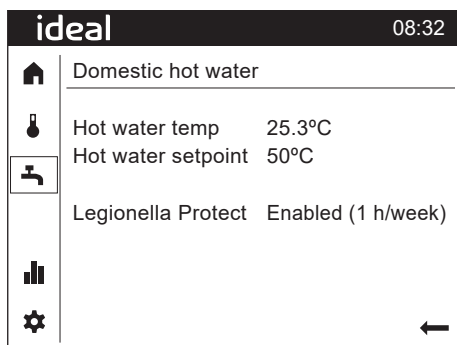 ideal 08:32
Domestic hot water
Hot water temp 25.3ºC
Hot water setpoint 50ºC
Legionella Protect Enabled (1 h/week)